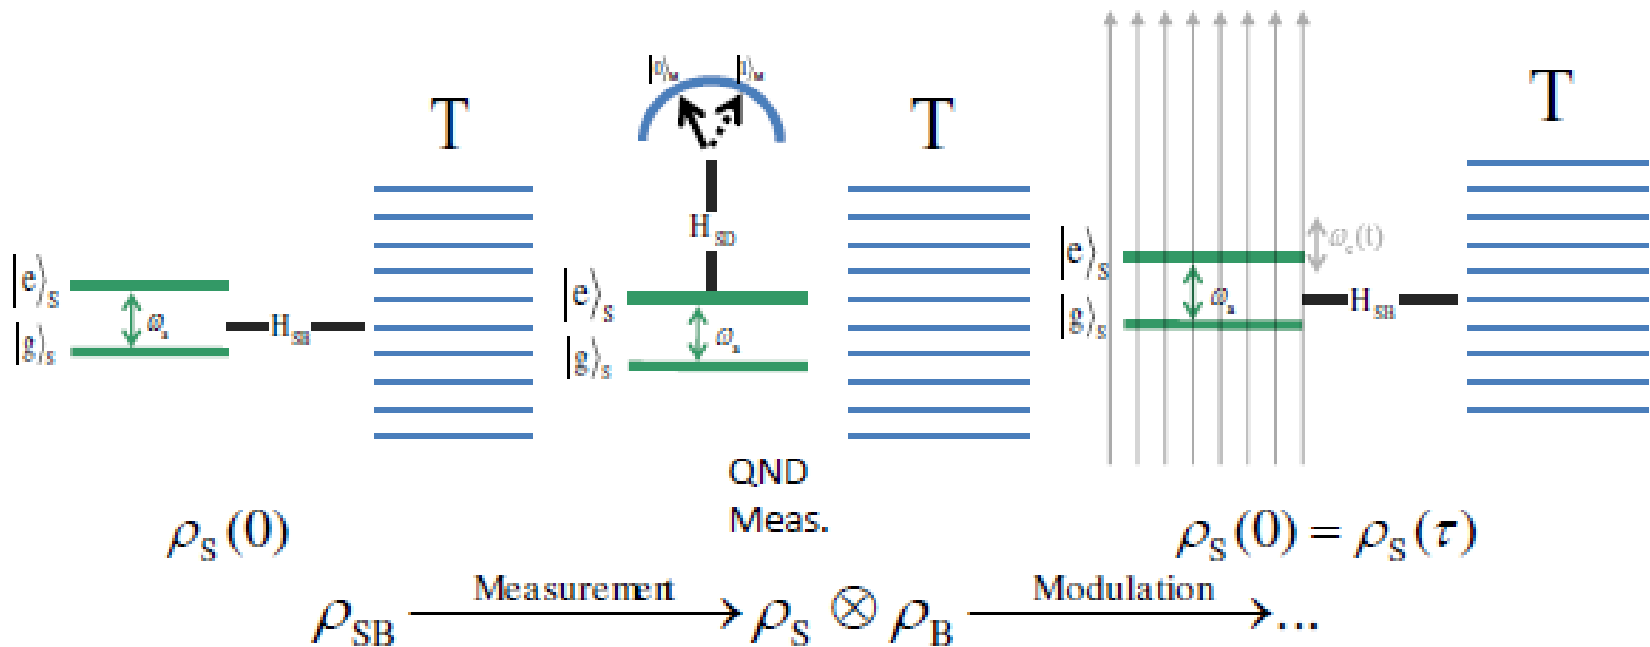 |0⟩_M |1⟩_M
T T T
H_SD
ω_c(t)
|e⟩_S |e⟩_S |e⟩_S
ω_a H_SB ω_a ω_a H_SB
|g⟩_S |g⟩_S |g⟩_S
QND
Meas.
ρ_S(0) ρ_S(0) = ρ_S(τ)
Measurement Modulation
ρ_SB ⟶ ρ_S ⊗ ρ_B ⟶ ...